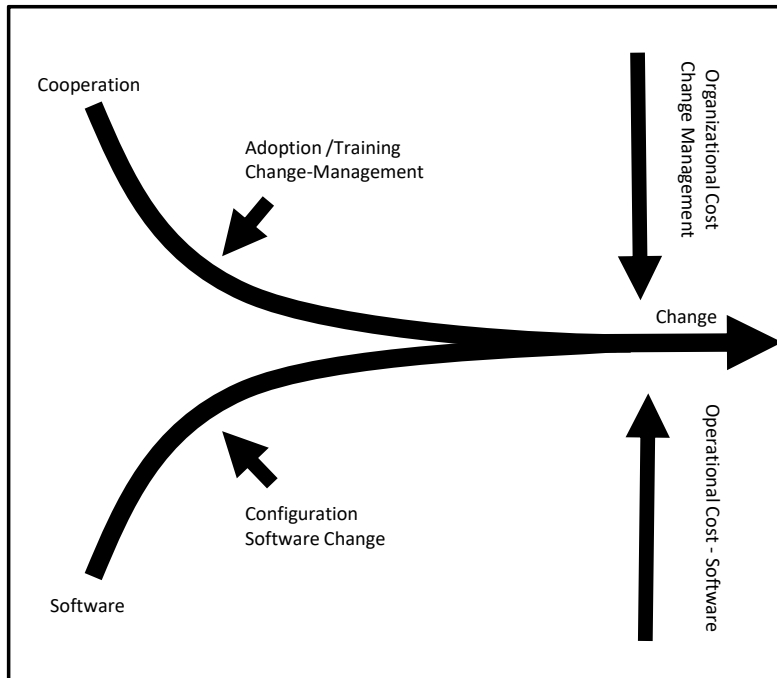 Cooperation
Adoption /Training
Change-Management
Organizational Cost
Change Management
Change
Configuration
Software Change
Operational Cost - Software
Software